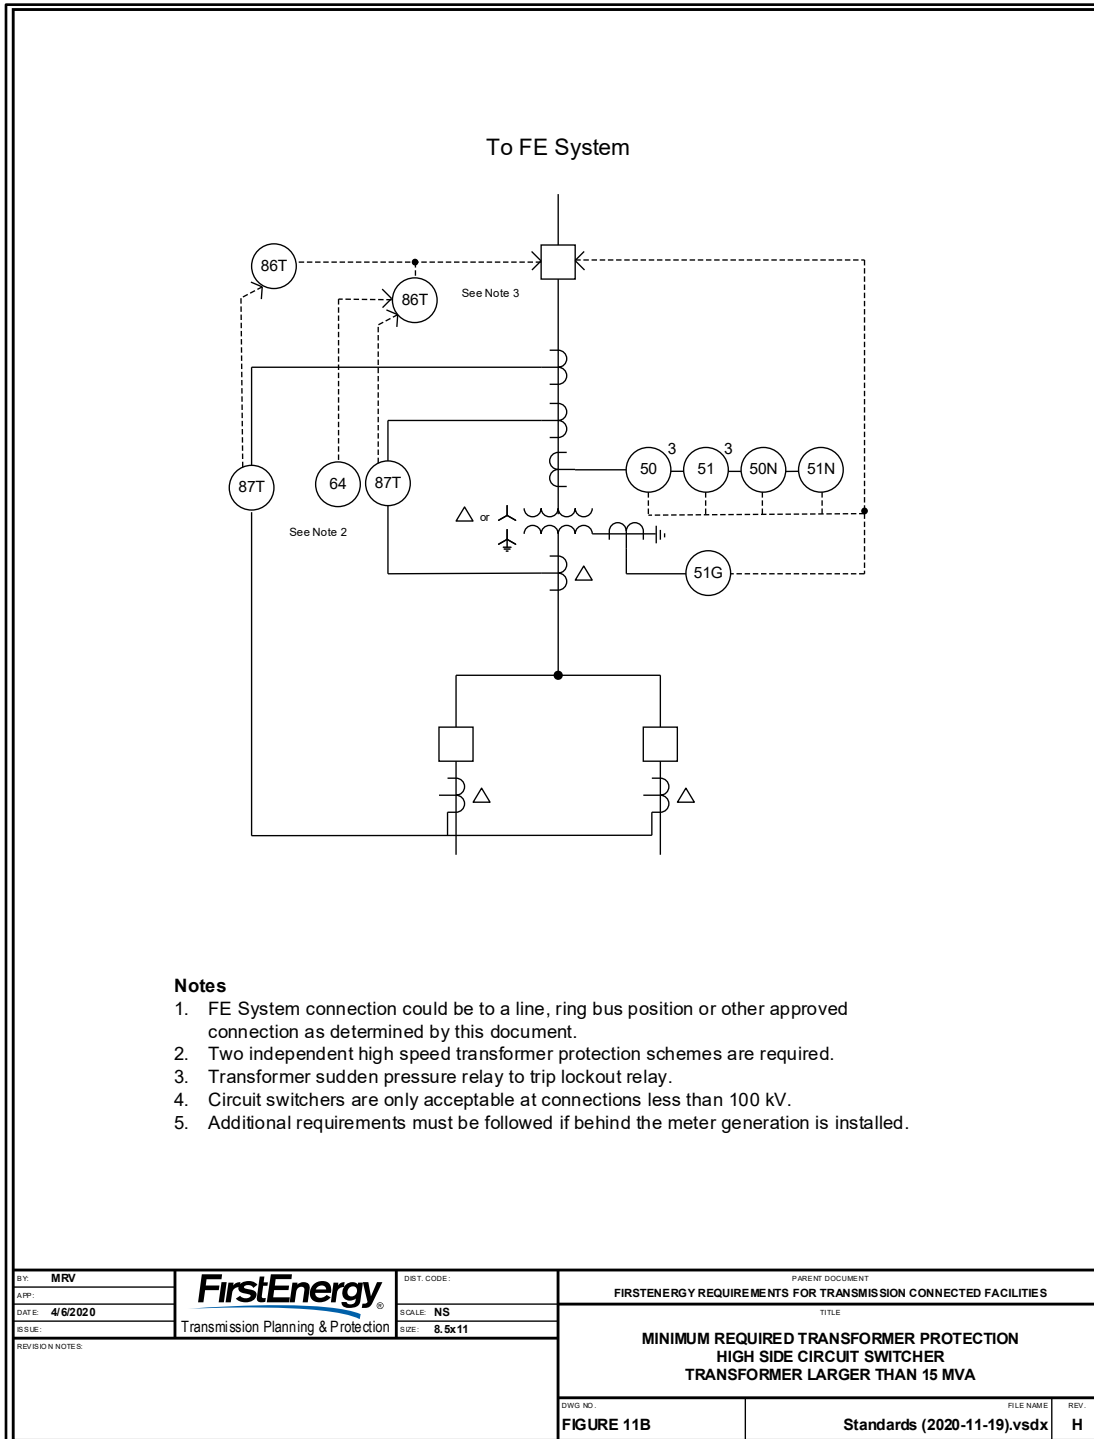 To FE System
86T
86T
See Note 3
50
3
51
3
50N
51N
87T
64
87T
See Note 2
or
51G
Notes
1. FE System connection could be to a line, ring bus position or other approved
connection as determined by this document.
2. Two independent high speed transformer protection schemes are required.
3. Transformer sudden pressure relay to trip lockout relay.
4. Circuit switchers are only acceptable at connections less than 100 kV.
5. Additional requirements must be followed if behind the meter generation is installed.
BY: MRV
APP:
DATE: 4/6/2020
ISSUE:
REVISION NOTES:
FirstEnergy®
Transmission Planning & Protection
DIST. CODE:
SCALE: NS
SIZE: 8.5x11
PARENT DOCUMENT
FIRSTENERGY REQUIREMENTS FOR TRANSMISSION CONNECTED FACILITIES
TITLE
MINIMUM REQUIRED TRANSFORMER PROTECTION
HIGH SIDE CIRCUIT SWITCHER
TRANSFORMER LARGER THAN 15 MVA
DWG NO.
FIGURE 11B
FILE NAME
Standards (2020-11-19).vsdx
REV.
H